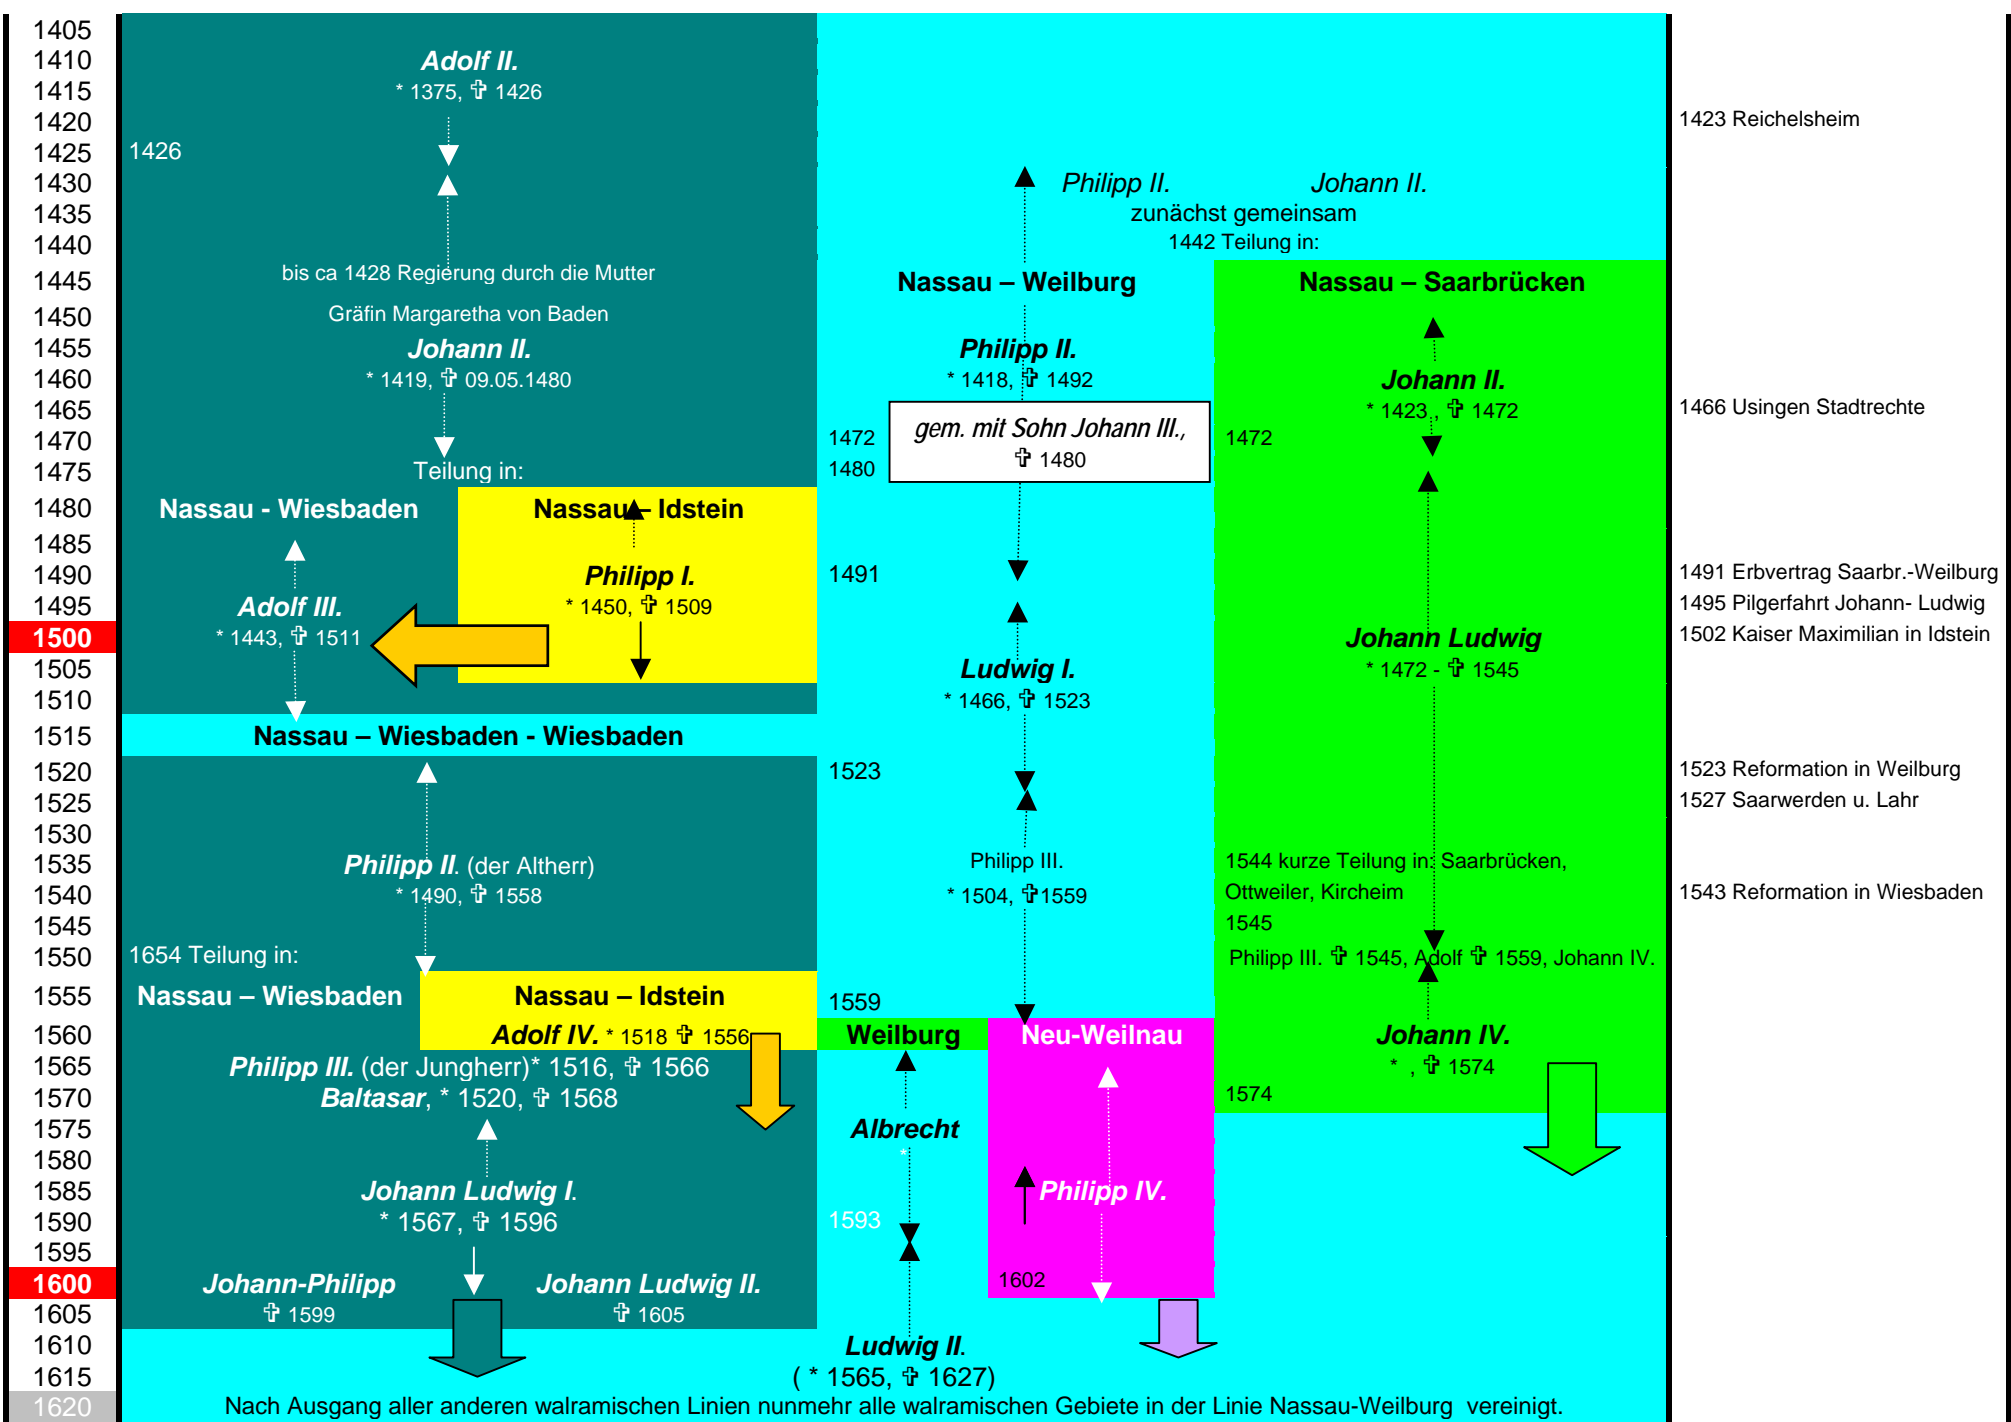 1405
1410
1415
1420
1425
1430
1435
1440
1445
1450
1455
1460
1465
1470
1475
1480
1485
1490
1495
1500
1505
1510
1515
1520
1525
1530
1535
1540
1545
1550
1555
1560
1565
1570
1575
1580
1585
1590
1595
1600
1605
1610
1615
1620
Adolf II.
* 1375, ✞ 1426
1426
bis ca 1428 Regierung durch die Mutter
Gräfin Margaretha von Baden
Johann II.
* 1419, ✞ 09.05.1480
Teilung in:
Nassau - Wiesbaden
Adolf III.
* 1443, ✞ 1511
Nassau – Idstein
Philipp I.
* 1450, ✞ 1509
Nassau – Wiesbaden - Wiesbaden
Philipp II. (der Altherr)
* 1490, ✞ 1558
1654 Teilung in:
Nassau – Wiesbaden
Nassau – Idstein
Adolf IV. * 1518 ✞ 1556
Philipp III. (der Jungherr)* 1516, ✞ 1566
Baltasar, * 1520, ✞ 1568
Johann Ludwig I.
* 1567, ✞ 1596
Johann-Philipp
✞ 1599
Johann Ludwig II.
✞ 1605
Philipp II. Johann II.
zunächst gemeinsam
1442 Teilung in:
Nassau – Weilburg
Philipp II.
* 1418, ✞ 1492
gem. mit Sohn Johann III.,
✞ 1480
1472
1480
1491
Ludwig I.
* 1466, ✞ 1523
1523
Philipp III.
* 1504, ✞1559
1559
Weilburg
Albrecht
*
1593
Ludwig II.
( * 1565, ✞ 1627)
Neu-Weilnau
Philipp IV.
1602
Nassau – Saarbrücken
Johann II.
* 1423 , ✞ 1472
1472
Johann Ludwig
* 1472 - ✞ 1545
1544 kurze Teilung in: Saarbrücken,
Ottweiler, Kircheim
1545
Philipp III. ✞ 1545, Adolf ✞ 1559, Johann IV.
Johann IV.
* , ✞ 1574
1574
Nach Ausgang aller anderen walramischen Linien nunmehr alle walramischen Gebiete in der Linie Nassau-Weilburg vereinigt.
1423 Reichelsheim
1466 Usingen Stadtrechte
1491 Erbvertrag Saarbr.-Weilburg
1495 Pilgerfahrt Johann- Ludwig
1502 Kaiser Maximilian in Idstein
1523 Reformation in Weilburg
1527 Saarwerden u. Lahr
1543 Reformation in Wiesbaden